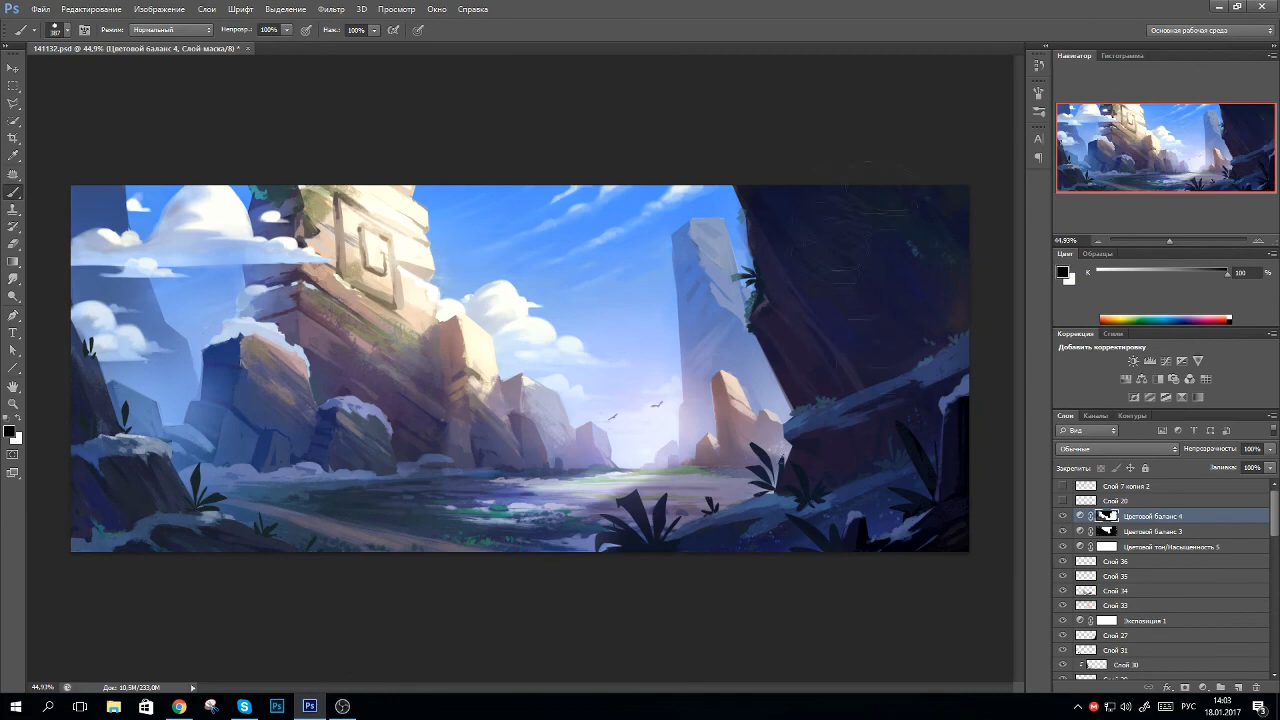 Ps Файл Редактирование Изображение Слои Шрифт Выделение Фильтр 3D Просмотр Окно Справка
387 Режим: Нормальный Непрозр.: 100% Наж.: 100% Основная рабочая среда
141132.psd @ 44,9% (Цветовой баланс 4, Слой-маска/8) * ×
Навигатор Гистограмма
44,93%
Цвет Образцы
K 100 %
Коррекция Стили
Добавить корректировку
Слои Каналы Контуры
Вид
Обычные Непрозрачность: 100%
Закрепить: Заливка: 100%
Слой 7 копия 2
Слой 20
Цветовой баланс 4
Цветовой баланс 3
Цветовой тон/Насыщенность 1
Слой 36
Слой 35
Слой 34
Слой 33
Экспозиция 1
Слой 27
Слой 31
Слой 30
44,93% Док: 10,5M/233,0M
РУС 14:03
18.01.2017